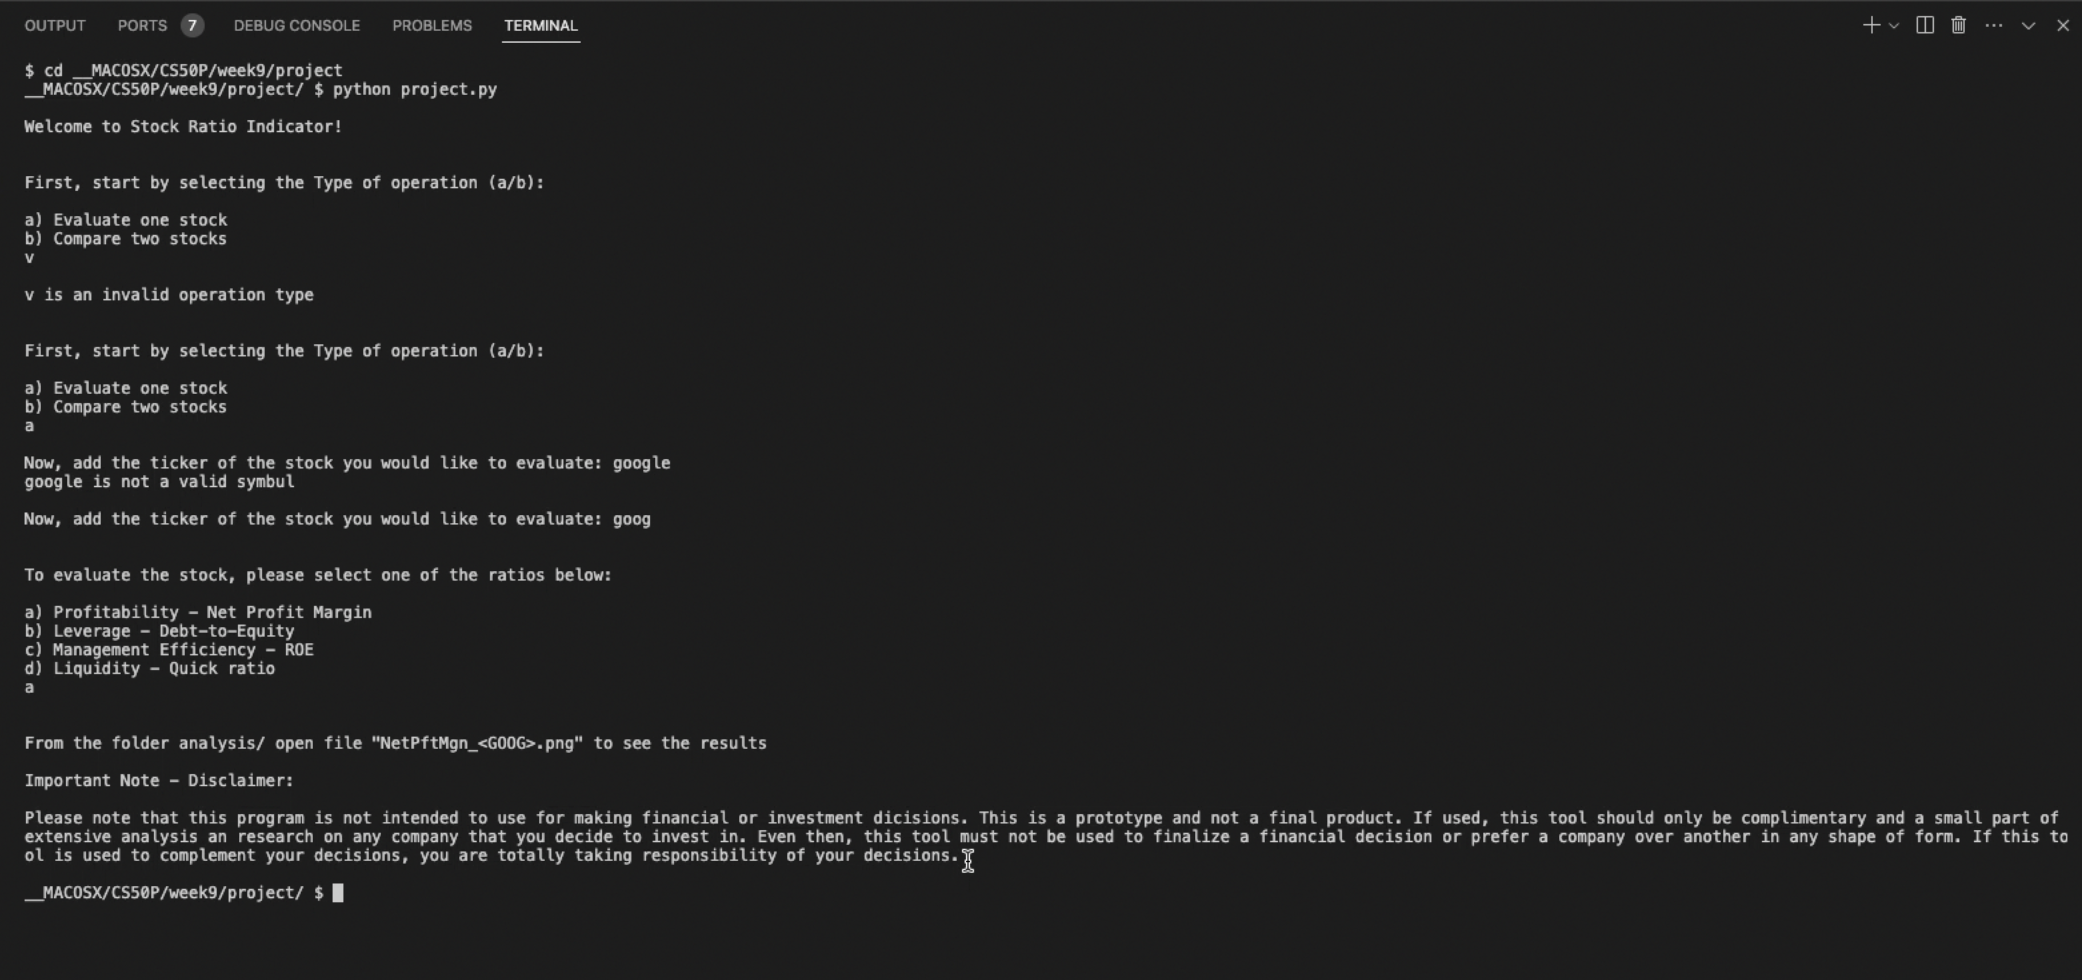 OUTPUT PORTS 7 DEBUG CONSOLE PROBLEMS TERMINAL
$ cd __MACOSX/CS50P/week9/project
__MACOSX/CS50P/week9/project/ $ python project.py
Welcome to Stock Ratio Indicator!
First, start by selecting the Type of operation (a/b):
a) Evaluate one stock
b) Compare two stocks
v
v is an invalid operation type
First, start by selecting the Type of operation (a/b):
a) Evaluate one stock
b) Compare two stocks
a
Now, add the ticker of the stock you would like to evaluate: google
google is not a valid symbul
Now, add the ticker of the stock you would like to evaluate: goog
To evaluate the stock, please select one of the ratios below:
a) Profitability – Net Profit Margin
b) Leverage – Debt-to-Equity
c) Management Efficiency – ROE
d) Liquidity – Quick ratio
a
From the folder analysis/ open file "NetPftMgn_<GOOG>.png" to see the results
Important Note – Disclaimer:
Please note that this program is not intended to use for making financial or investment dicisions. This is a prototype and not a final product. If used, this tool should only be complimentary and a small part of
extensive analysis an research on any company that you decide to invest in. Even then, this tool must not be used to finalize a financial decision or prefer a company over another in any shape of form. If this to
ol is used to complement your decisions, you are totally taking responsibility of your decisions.
__MACOSX/CS50P/week9/project/ $